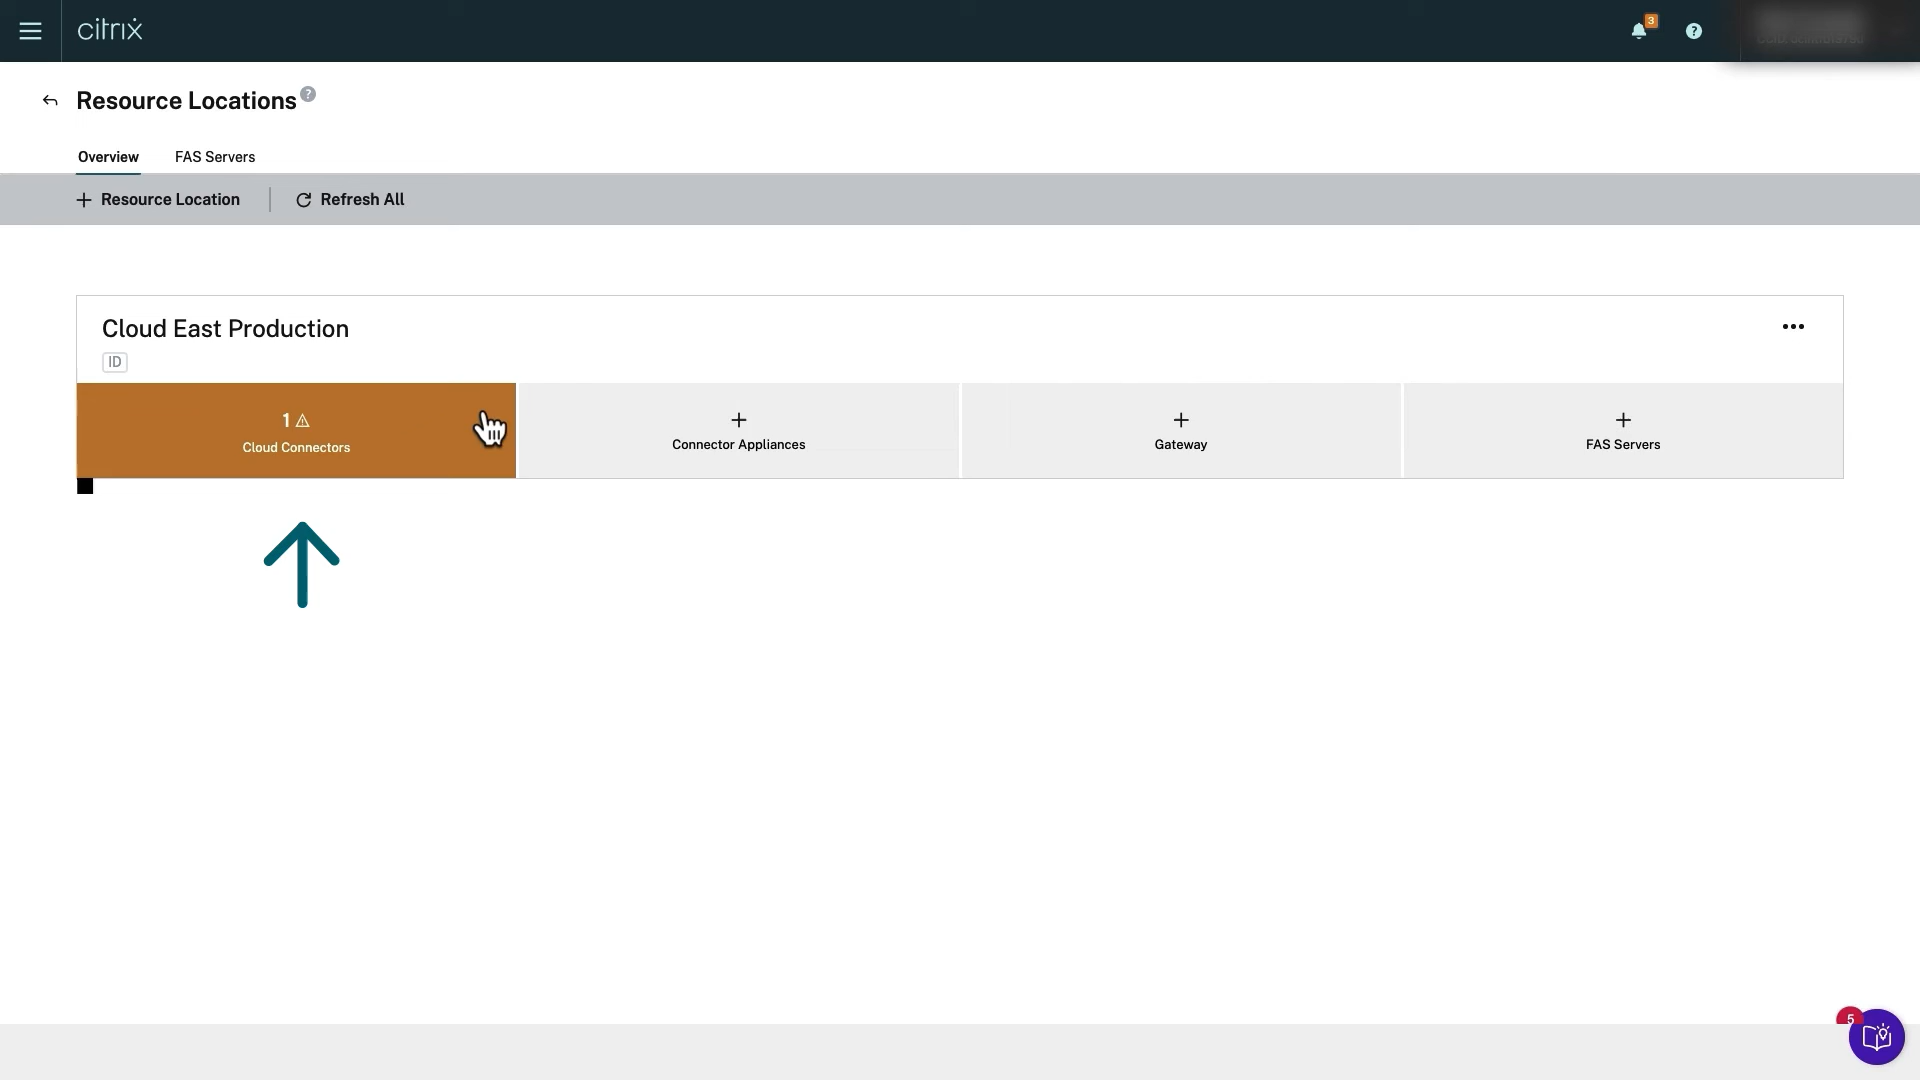 citrix
3
?
Resource Locations ?
Overview FAS Servers
+ Resource Location Refresh All
Cloud East Production
ID
1
Cloud Connectors
+
Connector Appliances
+
Gateway
+
FAS Servers
5